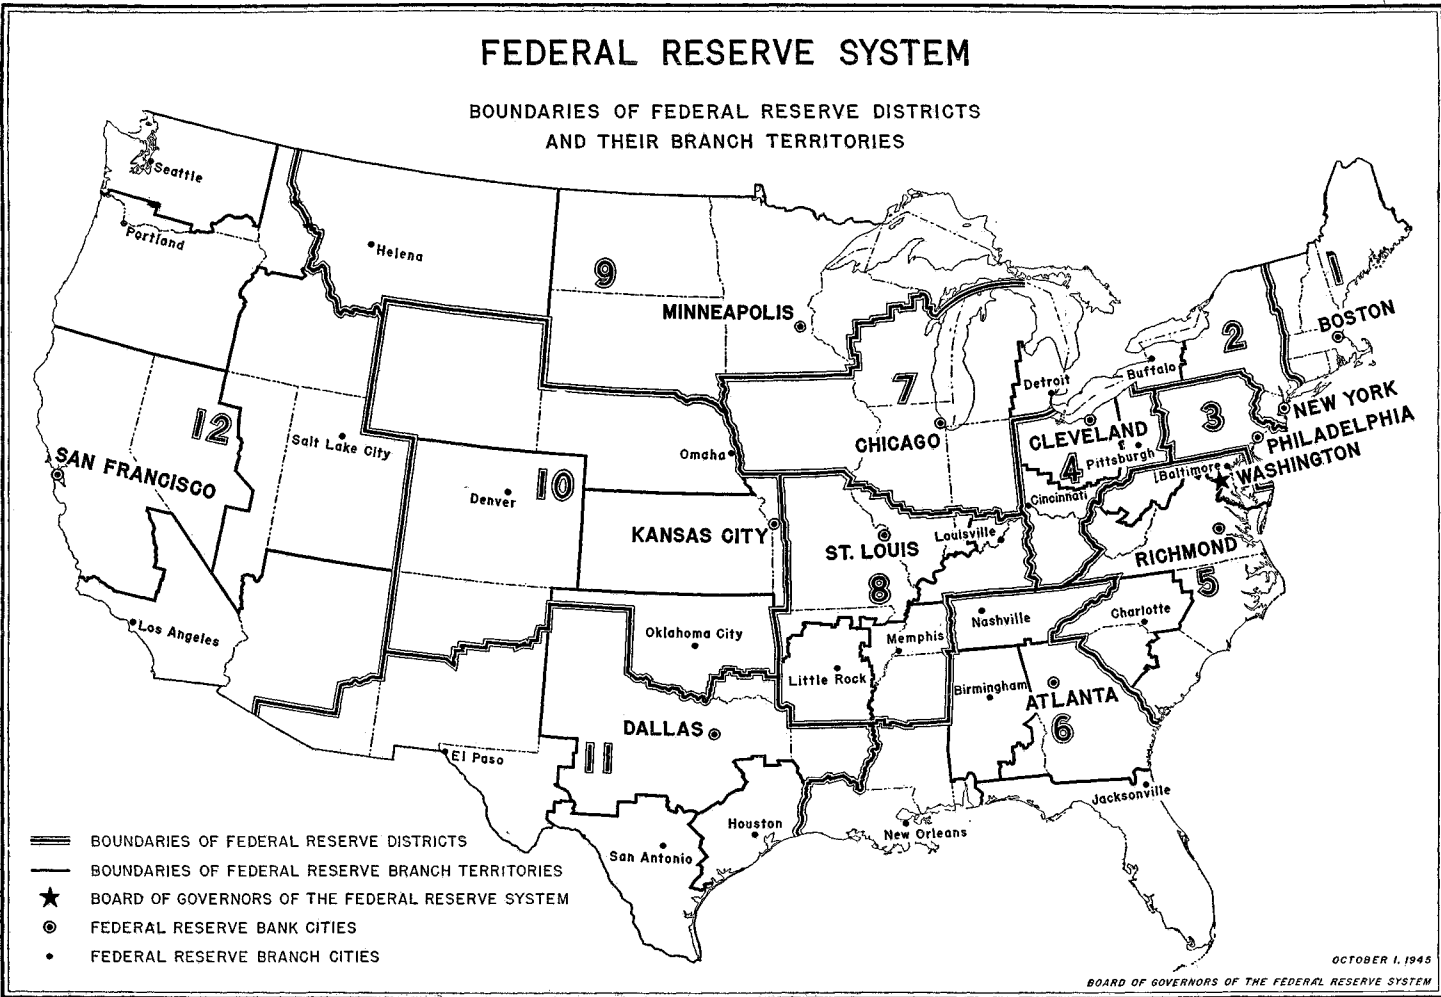 FEDERAL RESERVE SYSTEM
BOUNDARIES OF FEDERAL RESERVE DISTRICTS
AND THEIR BRANCH TERRITORIES
Seattle
Portland
Helena
9
MINNEAPOLIS
1
BOSTON
2
Buffalo
Detroit
7
CHICAGO
CLEVELAND
4
Pittsburgh
Cincinnati
3
NEW YORK
PHILADELPHIA
WASHINGTON
Baltimore
12
SAN FRANCISCO
Salt Lake City
Omaha
Denver
10
KANSAS CITY
ST. LOUIS
8
Louisville
RICHMOND
5
Charlotte
Los Angeles
Oklahoma City
Memphis
Nashville
Little Rock
Birmingham
ATLANTA
6
DALLAS
11
El Paso
Houston
San Antonio
New Orleans
Jacksonville
BOUNDARIES OF FEDERAL RESERVE DISTRICTS
BOUNDARIES OF FEDERAL RESERVE BRANCH TERRITORIES
BOARD OF GOVERNORS OF THE FEDERAL RESERVE SYSTEM
FEDERAL RESERVE BANK CITIES
FEDERAL RESERVE BRANCH CITIES
OCTOBER 1, 1945
BOARD OF GOVERNORS OF THE FEDERAL RESERVE SYSTEM